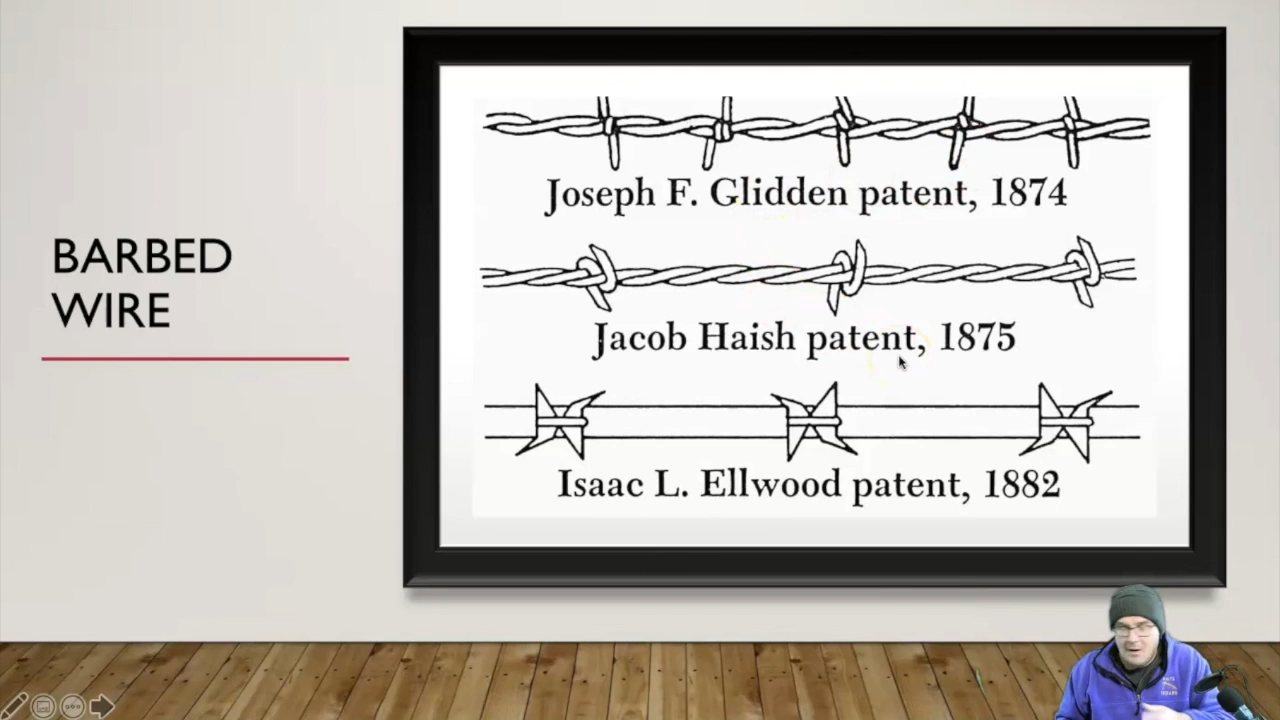 BARBED
WIRE
Joseph F. Glidden patent, 1874
Jacob Haish patent, 1875
Isaac L. Ellwood patent, 1882